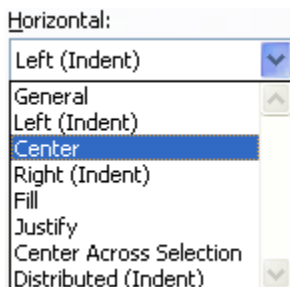 Horizontal:
Left (Indent)
General
Left (Indent)
Center
Right (Indent)
Fill
Justify
Center Across Selection
Distributed (Indent)